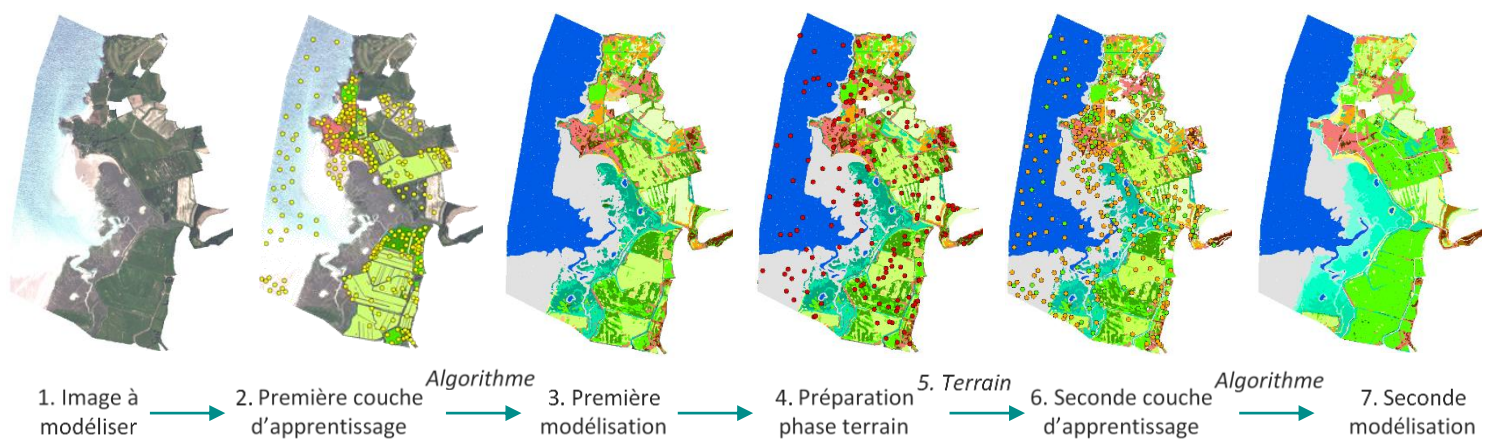 Algorithme
5. Terrain
Algorithme
1. Image à
modéliser
2. Première couche
d'apprentissage
3. Première
modélisation
4. Préparation
phase terrain
6. Seconde couche
d'apprentissage
7. Seconde
modélisation